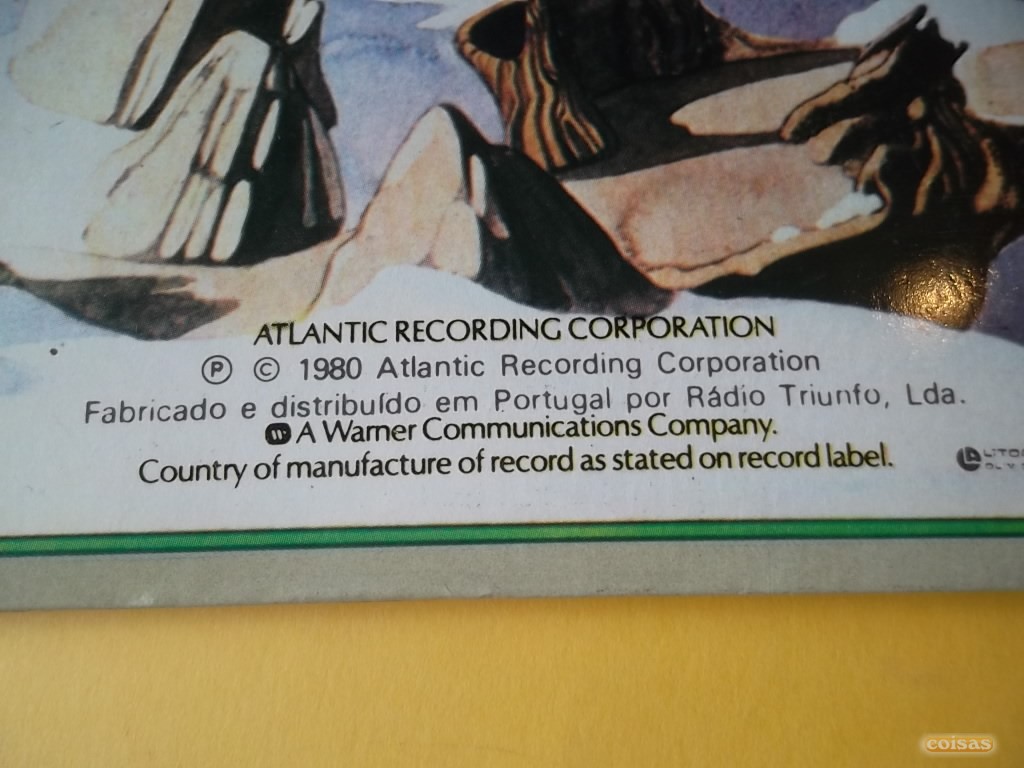 ATLANTIC RECORDING CORPORATION
Ⓟ © 1980 Atlantic Recording Corporation
Fabricado e distribuído em Portugal por Rádio Triunfo, Lda.
A Warner Communications Company.
Country of manufacture of record as stated on record label.
coisas